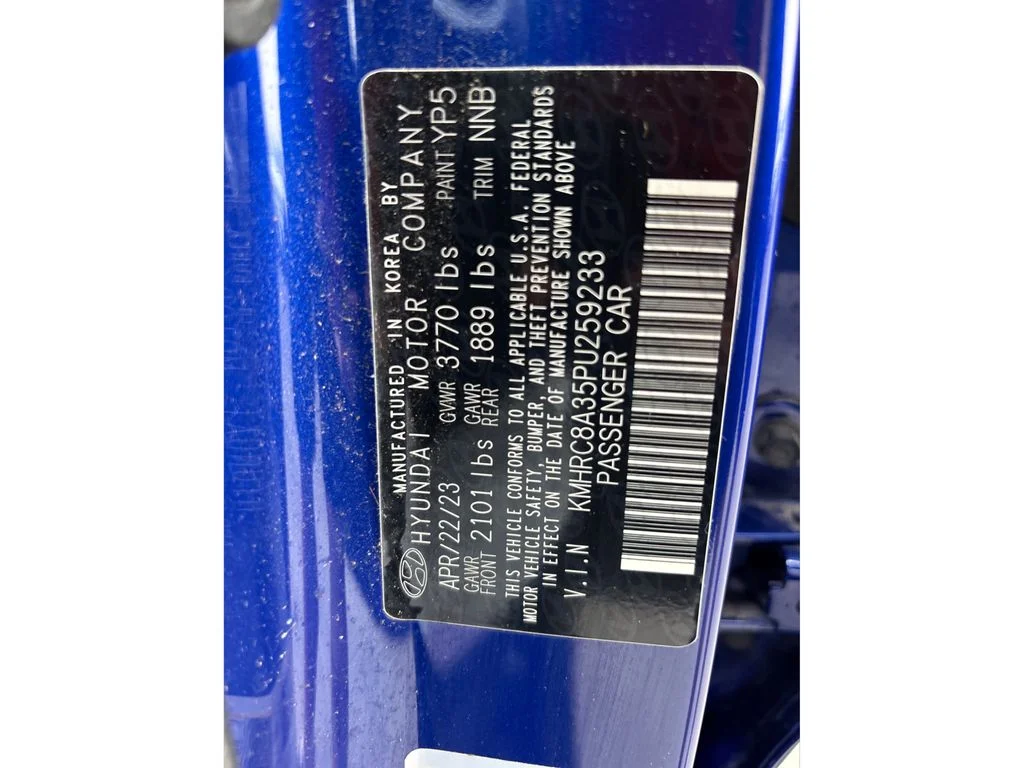 MANUFACTURED IN KOREA BY
HYUNDAI MOTOR COMPANY
APR/22/23 GVWR 3770 lbs PAINT YP5
GAWR FRONT 2101 lbs GAWR REAR 1889 lbs TRIM NNB
THIS VEHICLE CONFORMS TO ALL APPLICABLE U.S.A. FEDERAL
MOTOR VEHICLE SAFETY, BUMPER, AND THEFT PREVENTION STANDARDS
IN EFFECT ON THE DATE OF MANUFACTURE SHOWN ABOVE
V.I.N KMHRC8A35PU259233
PASSENGER CAR